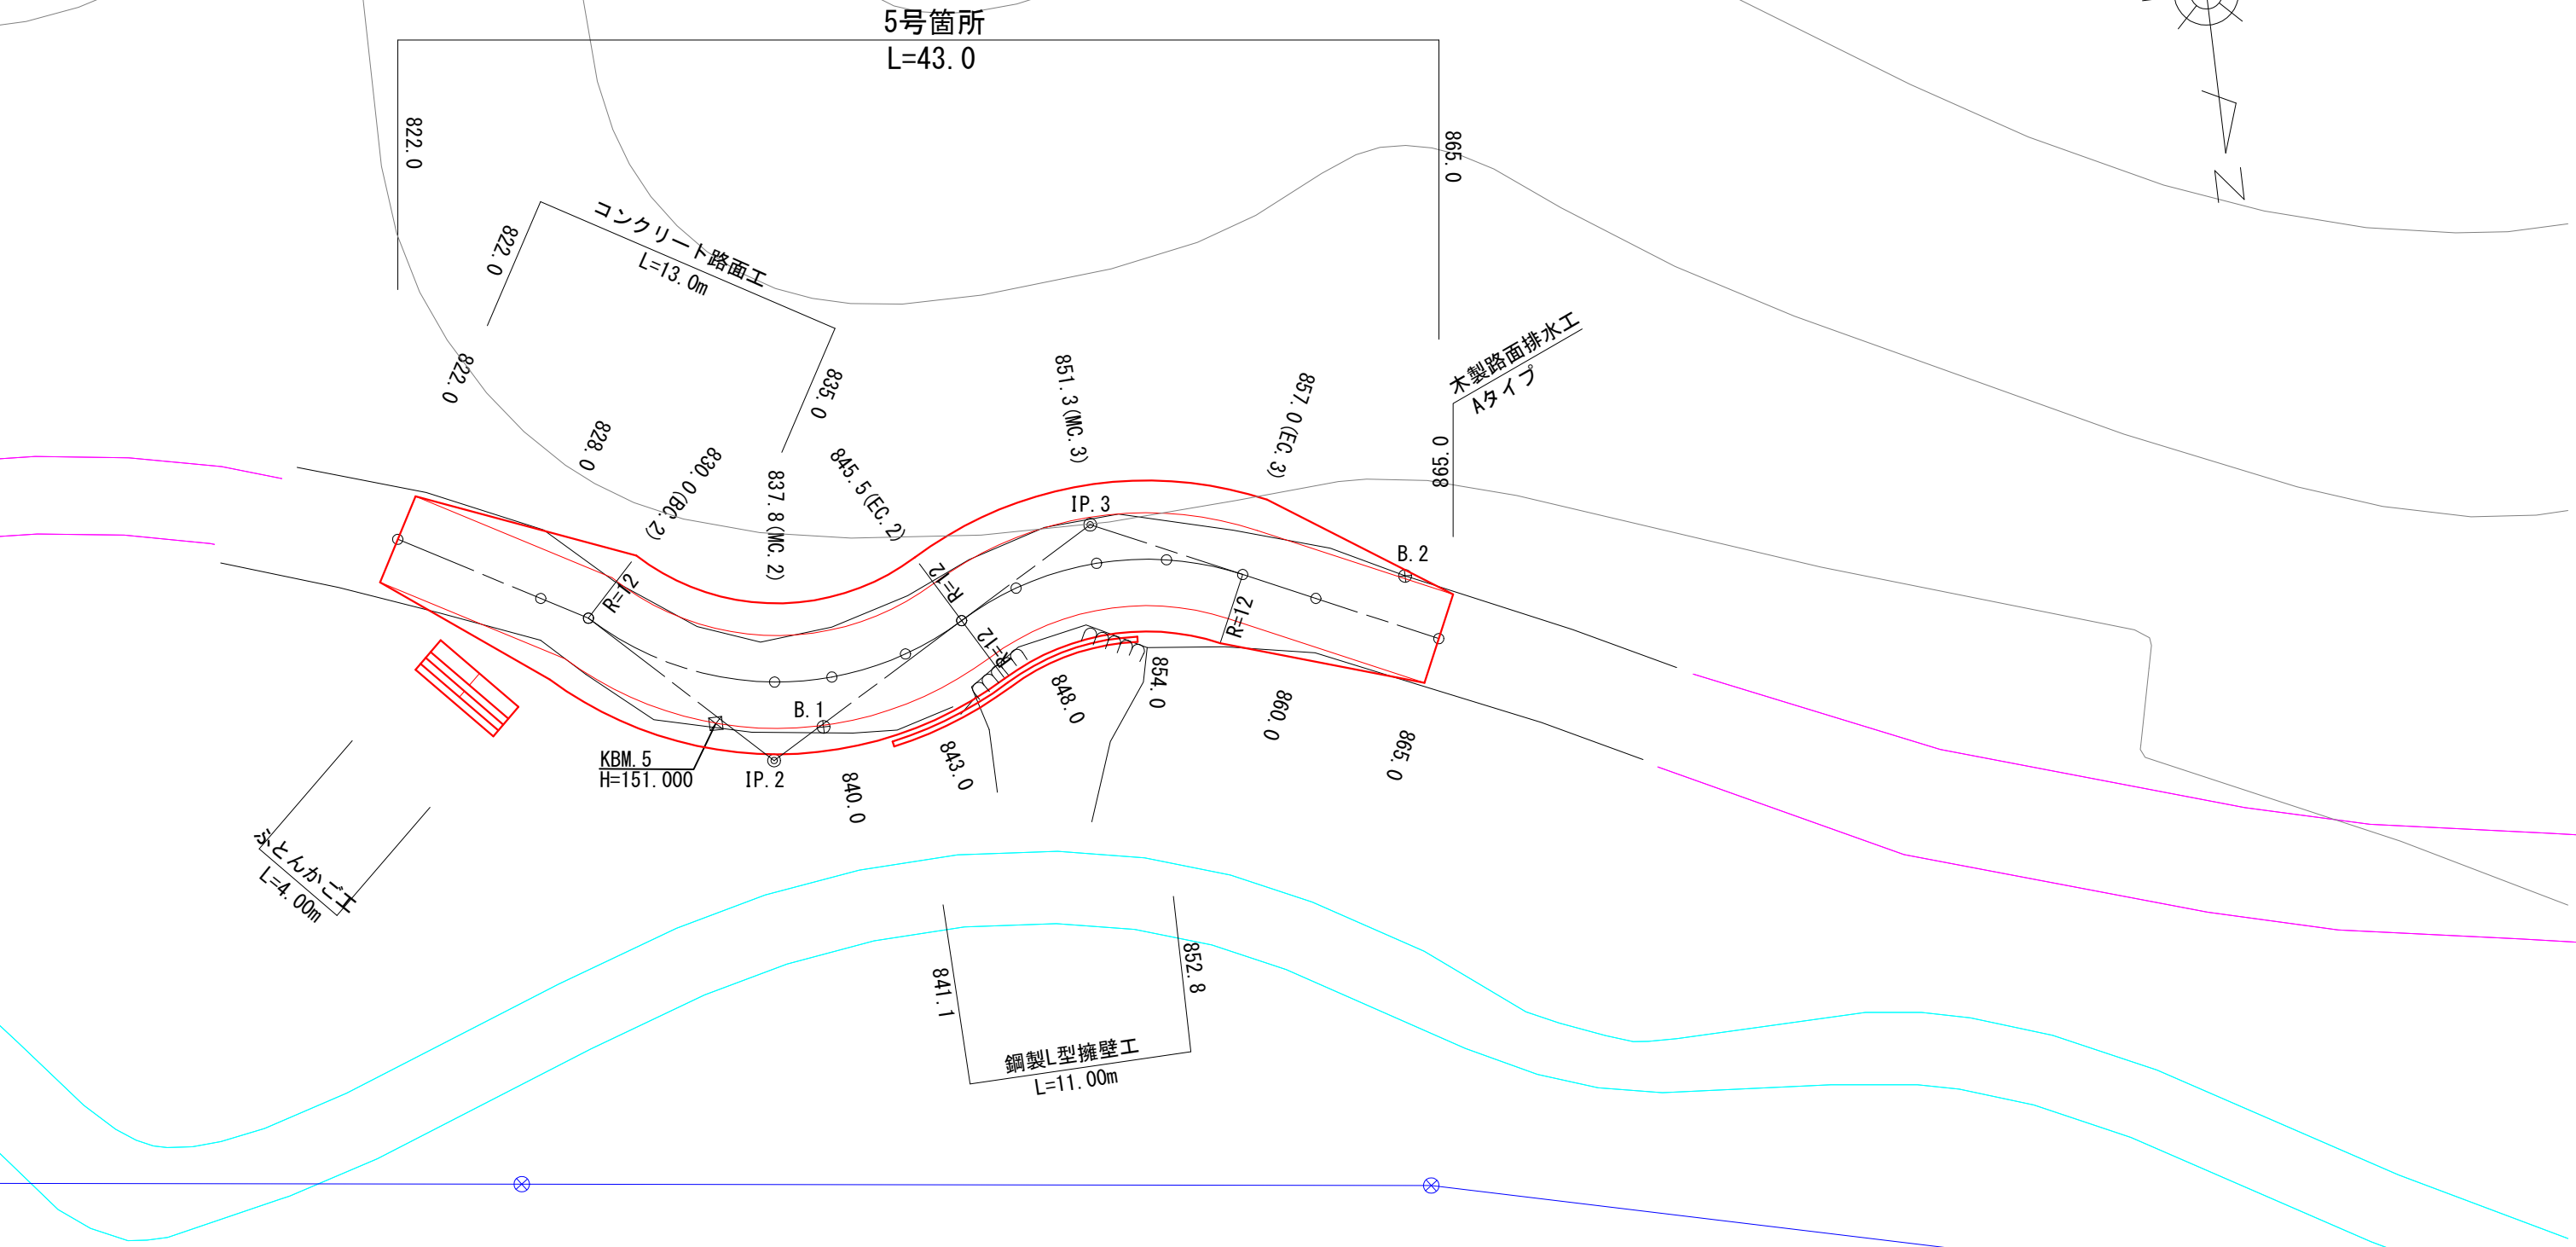 5号箇所
L=43.0
822.0
865.0
コンクリート路面工
L=13.0m
822.0
835.0
木製路面排水工
Aタイプ
865.0
822.0
828.0
830.0(BC.2)
837.8(MC.2)
845.5(EC.2)
851.3(MC.3)
857.0(EC.3)
IP.3
B.2
R=12
R=12
R=12
R=12
B.1
KBM.5
H=151.000
IP.2
840.0
843.0
848.0
854.0
860.0
865.0
ふとんかご工
L=4.00m
841.1
852.8
鋼製L型擁壁工
L=11.00m
N